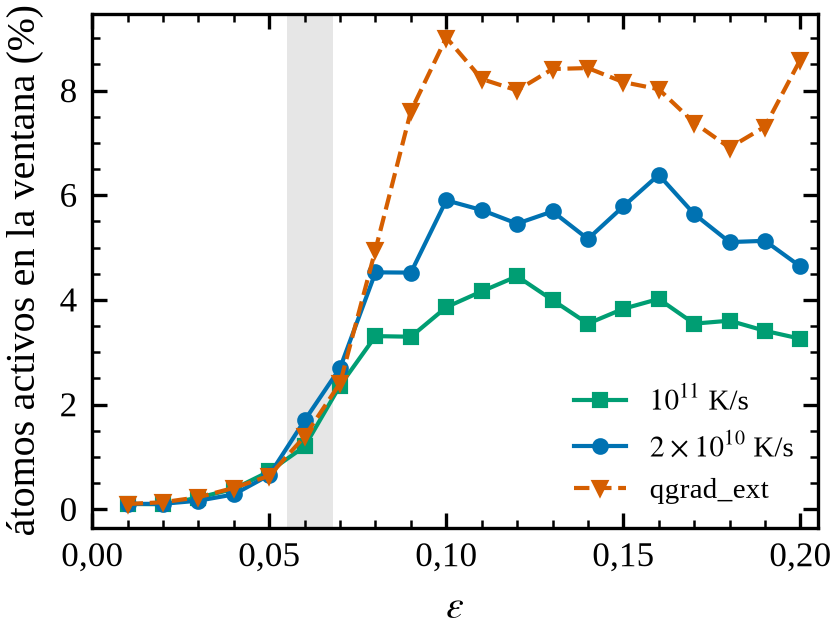 átomos activos en la ventana (%)
8
6
4
2
0
0,00 0,05 0,10 0,15 0,20
ε
10¹¹ K/s
2 × 10¹⁰ K/s
qgrad_ext